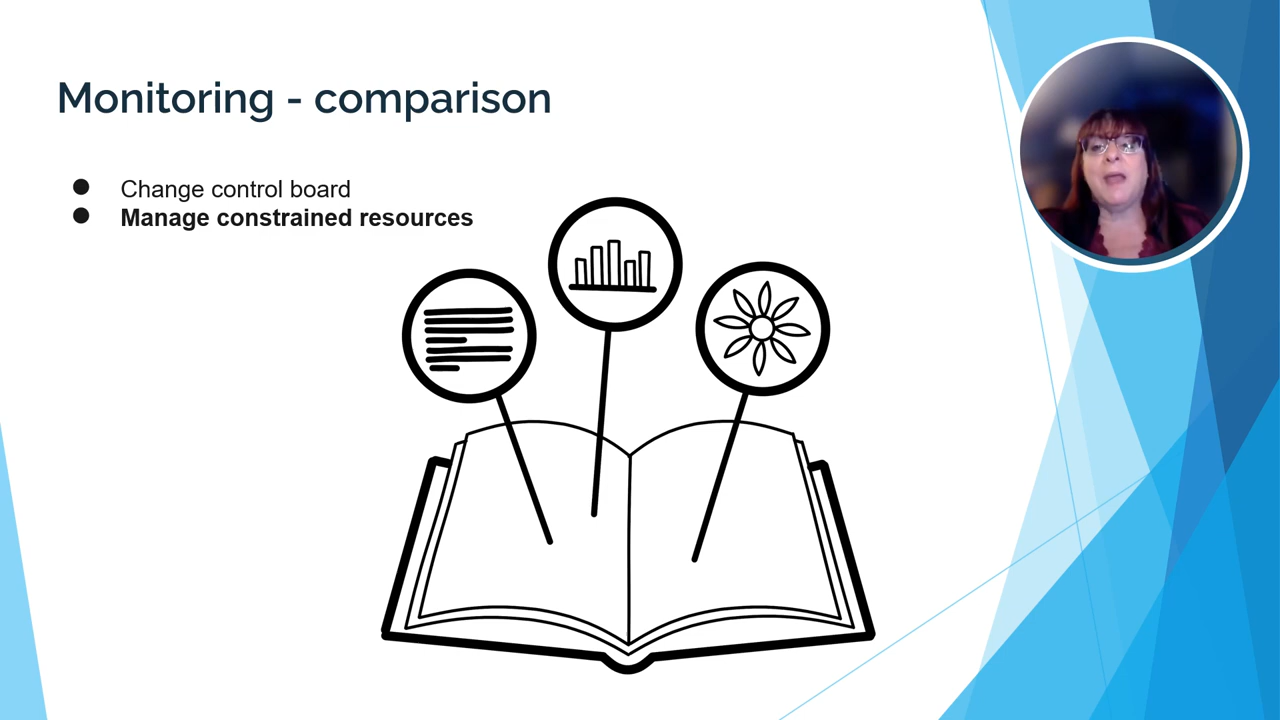 Monitoring - comparison
● Change control board
● Manage constrained resources